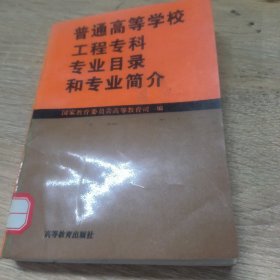 普通高等学校
工程专科
专业目录
和专业简介
国家教育委员会高等教育司 编
高等教育出版社